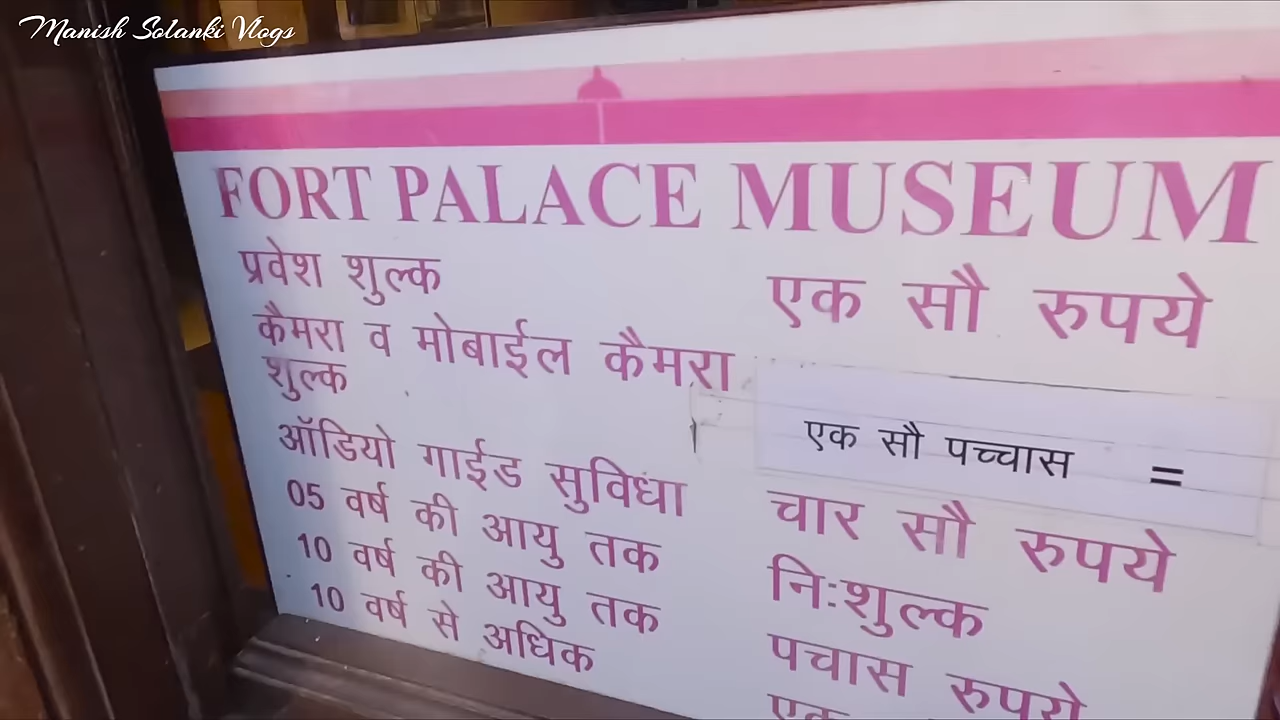 Manish Solanki Vlogs
FORT PALACE MUSEUM
प्रवेश शुल्क एक सौ रुपये
कैमरा व मोबाईल कैमरा
शुल्क एक सौ पच्चास =
ऑडियो गाईड सुविधा चार सौ रुपये
05 वर्ष की आयु तक नि:शुल्क
10 वर्ष की आयु तक पचास रुपये
10 वर्ष से अधिक एक